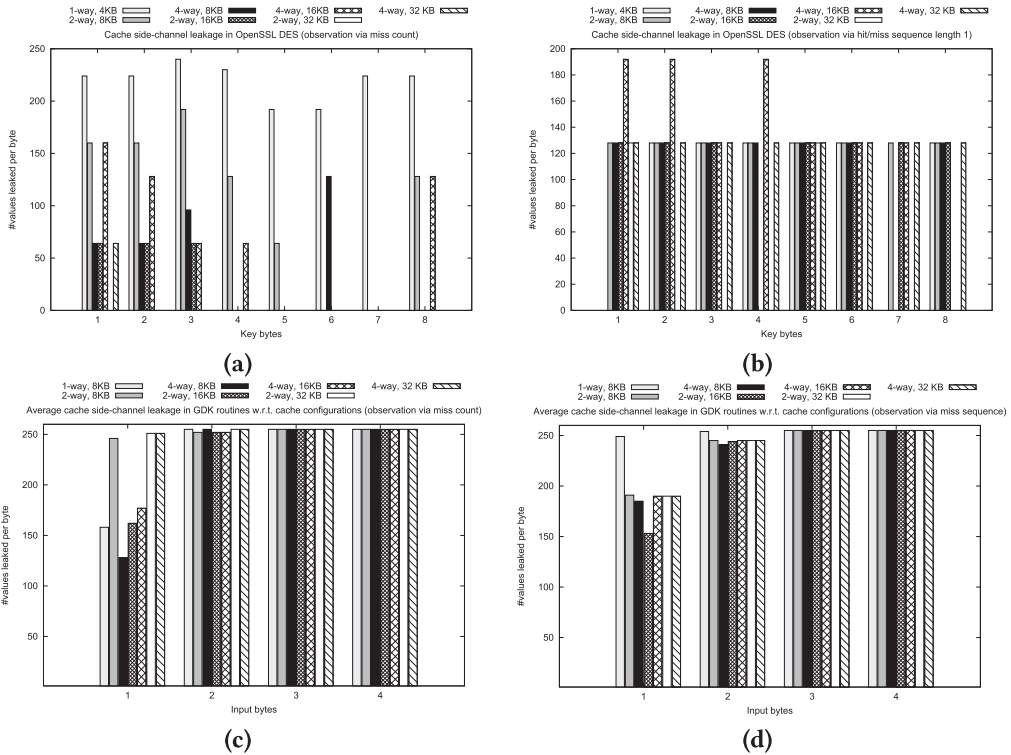 1-way, 4KB 4-way, 8KB 4-way, 16KB 4-way, 32 KB
2-way, 8KB 2-way, 16KB 2-way, 32KB
Cache side-channel leakage in OpenSSL DES (observation via miss count)
250
200
150
100
50
0
#values leaked per byte
1 2 3 4 5 6 7 8
Key bytes
(a)
1-way, 4KB 4-way, 8KB 4-way, 16KB 4-way, 32 KB
2-way, 8KB 2-way, 16KB 2-way, 32KB
Cache side-channel leakage in OpenSSL DES (observation via hit/miss sequence length 1)
200
180
160
140
120
100
80
60
40
20
0
#values leaked per byte
1 2 3 4 5 6 7 8
Key bytes
(b)
1-way, 8KB 4-way, 8KB 4-way, 16KB 4-way, 32 KB
2-way, 8KB 2-way, 16KB 2-way, 32 KB
Average cache side-channel leakage in GDK routines w.r.t. cache configurations (observation via miss count)
250
200
150
100
50
#values leaked per byte
1 2 3 4
Input bytes
(c)
1-way, 8KB 4-way, 8KB 4-way, 16KB 4-way, 32 KB
2-way, 8KB 2-way, 16KB 2-way, 32 KB
Average cache side-channel leakage in GDK routines w.r.t. cache configurations (observation via miss sequence)
250
200
150
100
50
#values leaked per byte
1 2 3 4
Input bytes
(d)